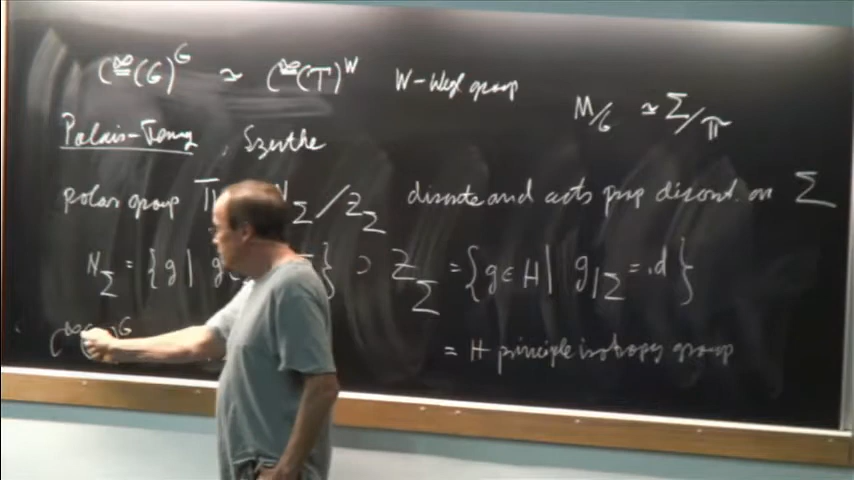 C^∞(G)^G ≃ C^∞(T)^W W-Weyl group
M/G ≃ Σ/Π
Palais-Terng, Szenthe
polar group Π N_Σ/Z_Σ discrete and acts prop discont. on Σ
N_Σ = {g | g } ⊃ Z_Σ = {g ∈ H | g|Σ = id}
C^∞( )^G
= H principle isotropy group